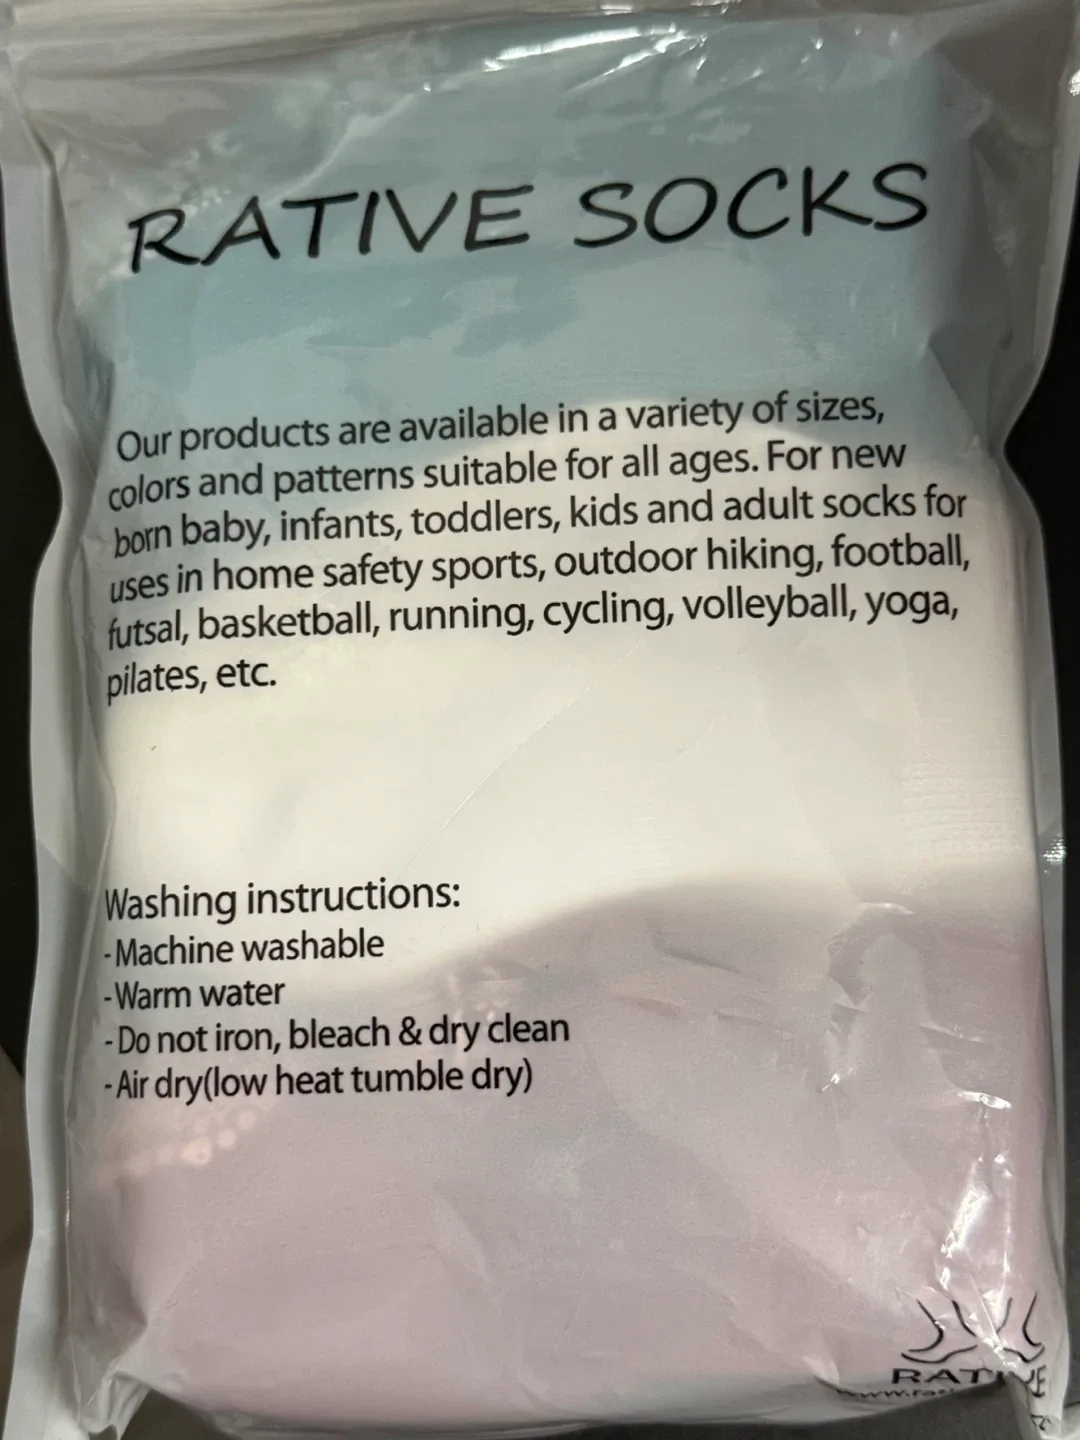 RATIVE SOCKS
Our products are available in a variety of sizes,
colors and patterns suitable for all ages. For new
born baby, infants, toddlers, kids and adult socks for
uses in home safety sports, outdoor hiking, football,
futsal, basketball, running, cycling, volleyball, yoga,
pilates, etc.
Washing instructions:
-Machine washable
-Warm water
-Do not iron, bleach & dry clean
-Air dry(low heat tumble dry)
RATIVE